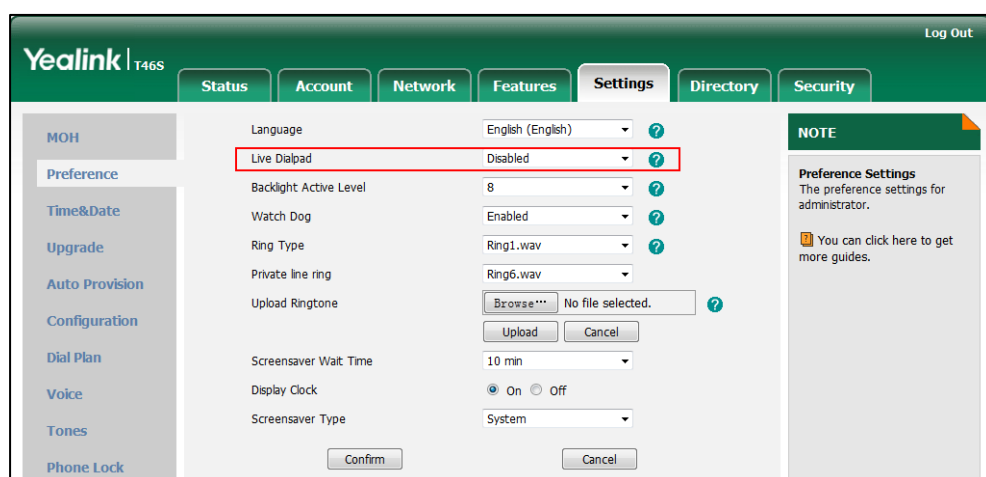 Log Out
Yealink | T46S
Status Account Network Features Settings Directory Security
MOH
Preference
Time&Date
Upgrade
Auto Provision
Configuration
Dial Plan
Voice
Tones
Phone Lock
Language English (English) ?
Live Dialpad Disabled ?
Backlight Active Level 8 ?
Watch Dog Enabled ?
Ring Type Ring1.wav ?
Private line ring Ring6.wav
Upload Ringtone Browse... No file selected. ?
Upload Cancel
Screensaver Wait Time 10 min
Display Clock On Off
Screensaver Type System
Confirm Cancel
NOTE
Preference Settings
The preference settings for
administrator.
? You can click here to get
more guides.